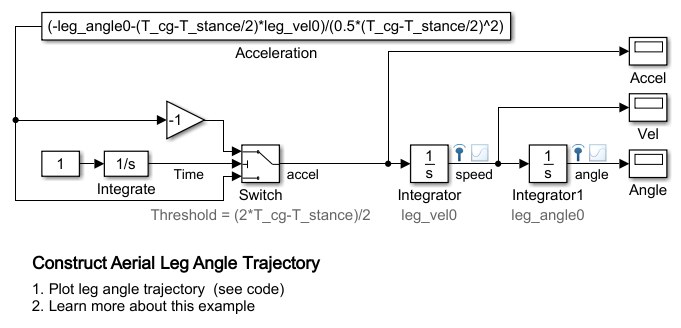 (-leg_angle0-(T_cg-T_stance/2)*leg_vel0)/(0.5*(T_cg-T_stance/2)^2)
Acceleration
Accel
-1
Vel
1
1/s
Integrate
Time
Switch
accel
Threshold = (2*T_cg-T_stance)/2
1
s
Integrator
leg_vel0
speed
1
s
Integrator1
leg_angle0
angle
Angle
Construct Aerial Leg Angle Trajectory
1. Plot leg angle trajectory (see code)
2. Learn more about this example